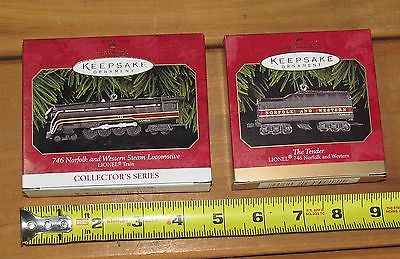 KEEPSAKE
ORNAMENT
746 Norfolk and Western Steam Locomotive
LIONEL® Train
COLLECTOR'S SERIES
KEEPSAKE
ORNAMENT
NORFOLK AND WESTERN
The Tender
LIONEL® 746 Norfolk and Western
1 2 3 4 5 6 7 8 9